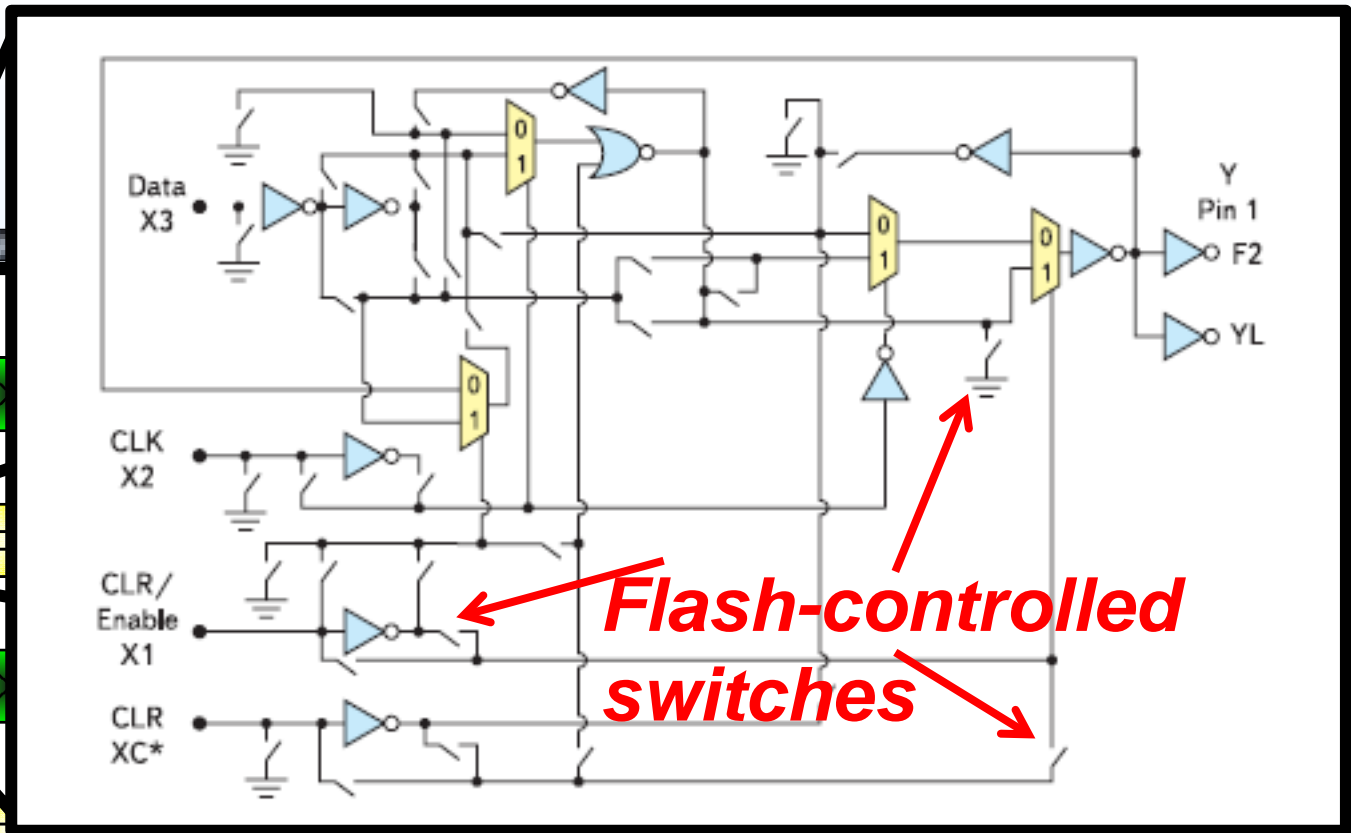 0
1
Data
X3
Y
Pin 1
0
1
0
1
F2
YL
0
1
CLK
X2
CLR/
Enable
X1
Flash-controlled
switches
CLR
XC*